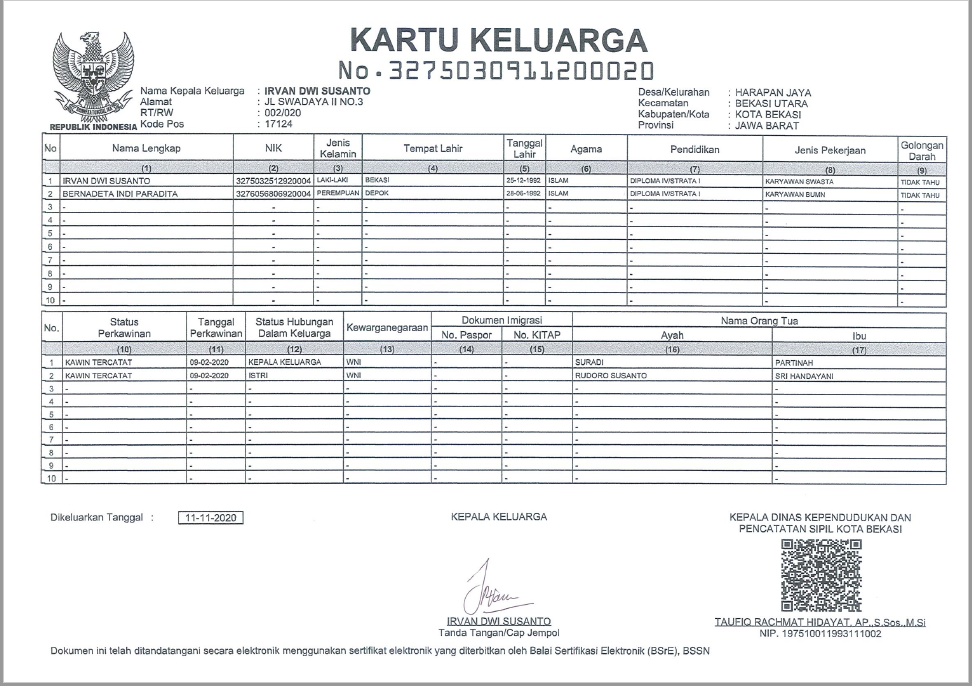 KARTU KELUARGA
No.3275030911200020
Nama Kepala Keluarga : IRVAN DWI SUSANTO
Alamat : JL SWADAYA II NO.3
RT/RW : 002/020
Kode Pos : 17124
REPUBLIK INDONESIA
Desa/Kelurahan : HARAPAN JAYA
Kecamatan : BEKASI UTARA
Kabupaten/Kota : KOTA BEKASI
Provinsi : JAWA BARAT
No Nama Lengkap NIK Jenis Kelamin Tempat Lahir Tanggal Lahir Agama Pendidikan Jenis Pekerjaan Golongan Darah
(1) (2) (3) (4) (5) (6) (7) (8) (9)
1 IRVAN DWI SUSANTO 3275032512920004 LAKI-LAKI BEKASI 25-12-1992 ISLAM DIPLOMA IV/STRATA I KARYAWAN SWASTA TIDAK TAHU
2 BERNADETA INDI PARADITA 3276056806920004 PEREMPUAN DEPOK 28-06-1992 ISLAM DIPLOMA IV/STRATA I KARYAWAN BUMN TIDAK TAHU
3 - - - - - - - - -
4 - - - - - - - - -
5 - - - - - - - - -
6 - - - - - - - - -
7 - - - - - - - - -
8 - - - - - - - - -
9 - - - - - - - - -
10 - - - - - - - - -
No. Status Perkawinan Tanggal Perkawinan Status Hubungan Dalam Keluarga Kewarganegaraan Dokumen Imigrasi Nama Orang Tua
No. Paspor No. KITAP Ayah Ibu
(10) (11) (12) (13) (14) (15) (16) (17)
1 KAWIN TERCATAT 09-02-2020 KEPALA KELUARGA WNI - - SURADI PARTINAH
2 KAWIN TERCATAT 09-02-2020 ISTRI WNI - - RUDORO SUSANTO SRI HANDAYANI
3 - - - - - - - -
4 - - - - - - - -
5 - - - - - - - -
6 - - - - - - - -
7 - - - - - - - -
8 - - - - - - - -
9 - - - - - - - -
10 - - - - - - - -
Dikeluarkan Tanggal : 11-11-2020
KEPALA KELUARGA
IRVAN DWI SUSANTO
Tanda Tangan/Cap Jempol
KEPALA DINAS KEPENDUDUKAN DAN
PENCATATAN SIPIL KOTA BEKASI
TAUFIQ RACHMAT HIDAYAT, AP.,S.Sos.,M.Si
NIP. 197510011993111002
Dokumen ini telah ditandatangani secara elektronik menggunakan sertifikat elektronik yang diterbitkan oleh Balai Sertifikasi Elektronik (BSrE), BSSN